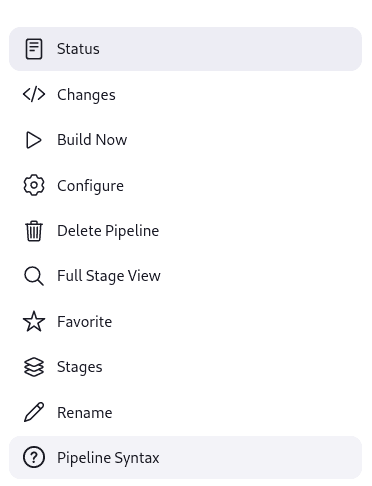 Status
Changes
Build Now
Configure
Delete Pipeline
Full Stage View
Favorite
Stages
Rename
Pipeline Syntax